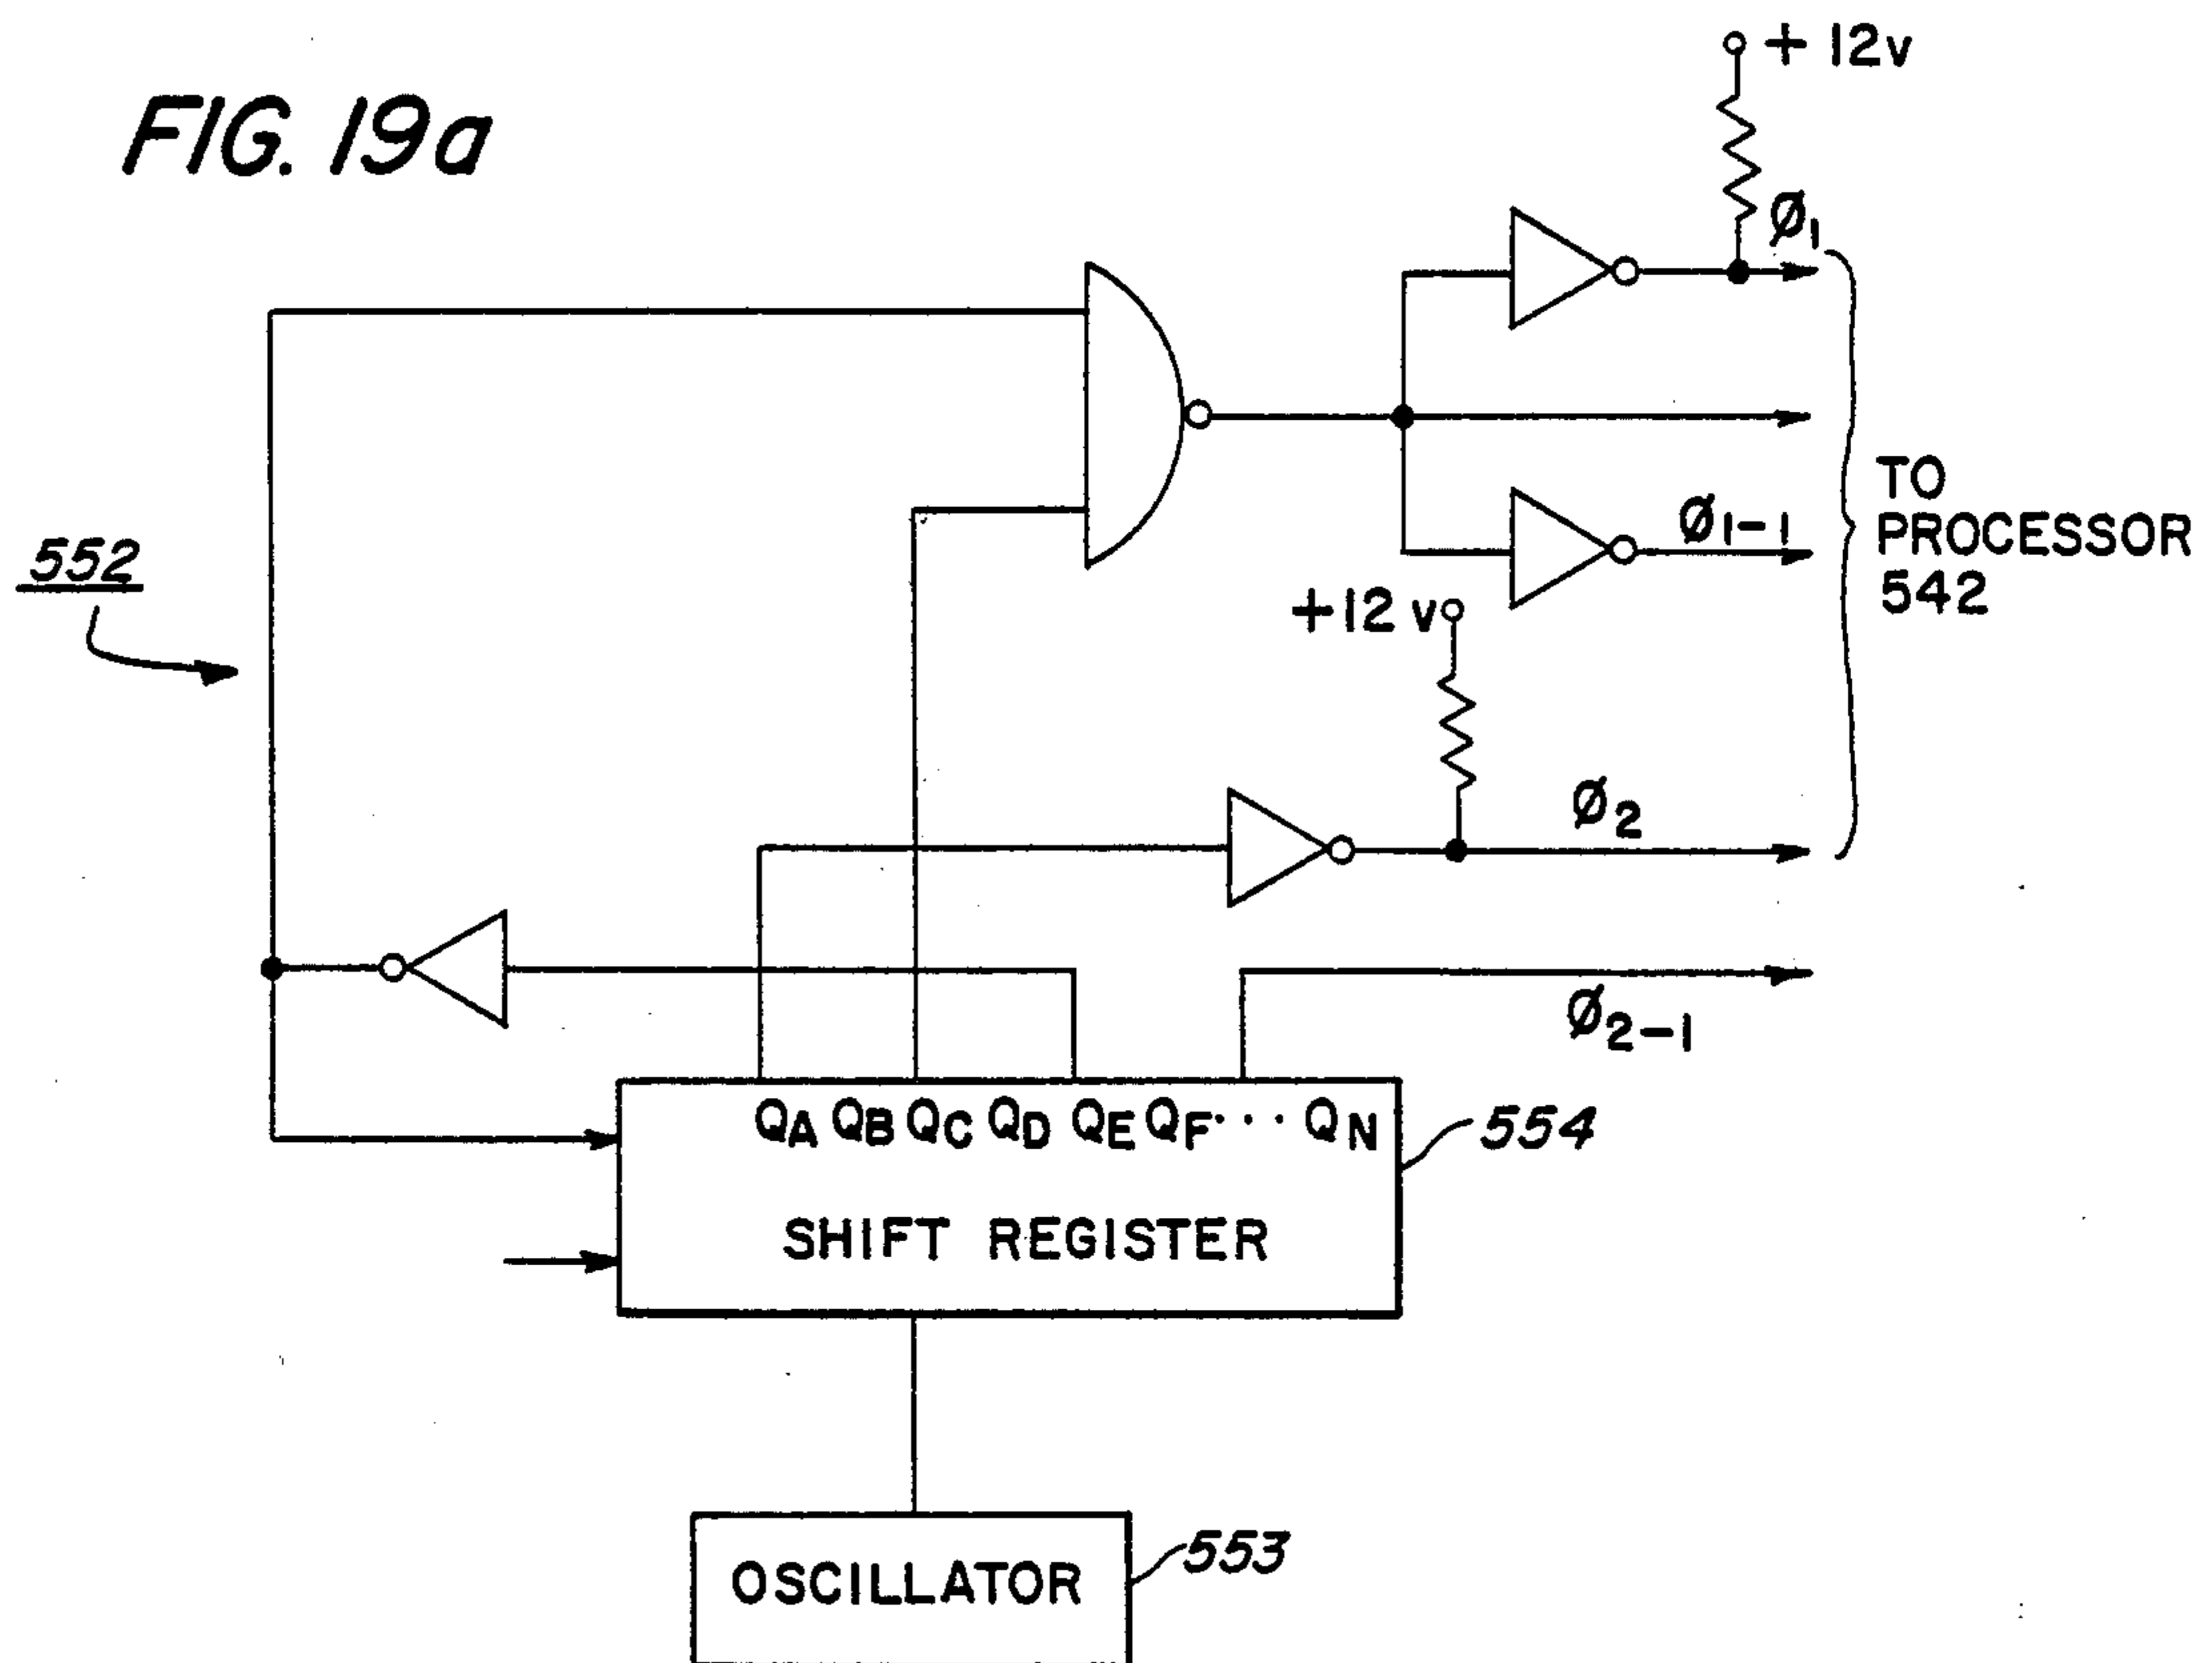 FIG. 19a
+ 12v
Ø1
TO
PROCESSOR
542
Ø1-1
552
+12 v
Ø2
Ø2-1
QA QB QC QD QE QF... QN
554
SHIFT REGISTER
553
OSCILLATOR